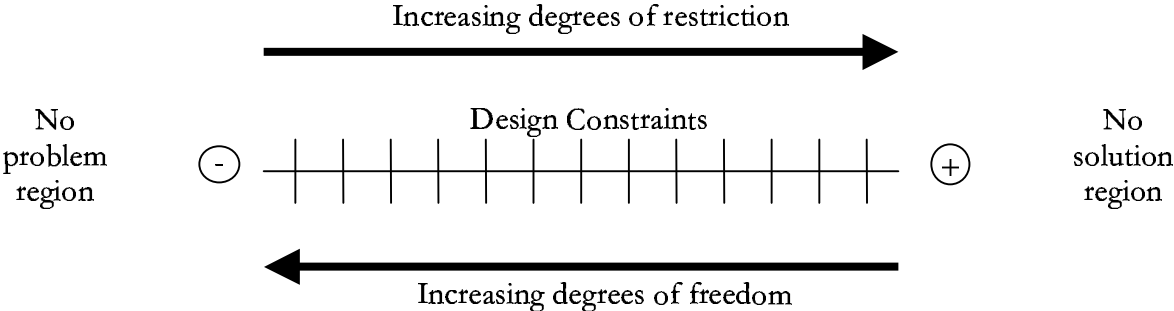 Increasing degrees of restriction
No
problem
region
-
Design Constraints
+
No
solution
region
Increasing degrees of freedom